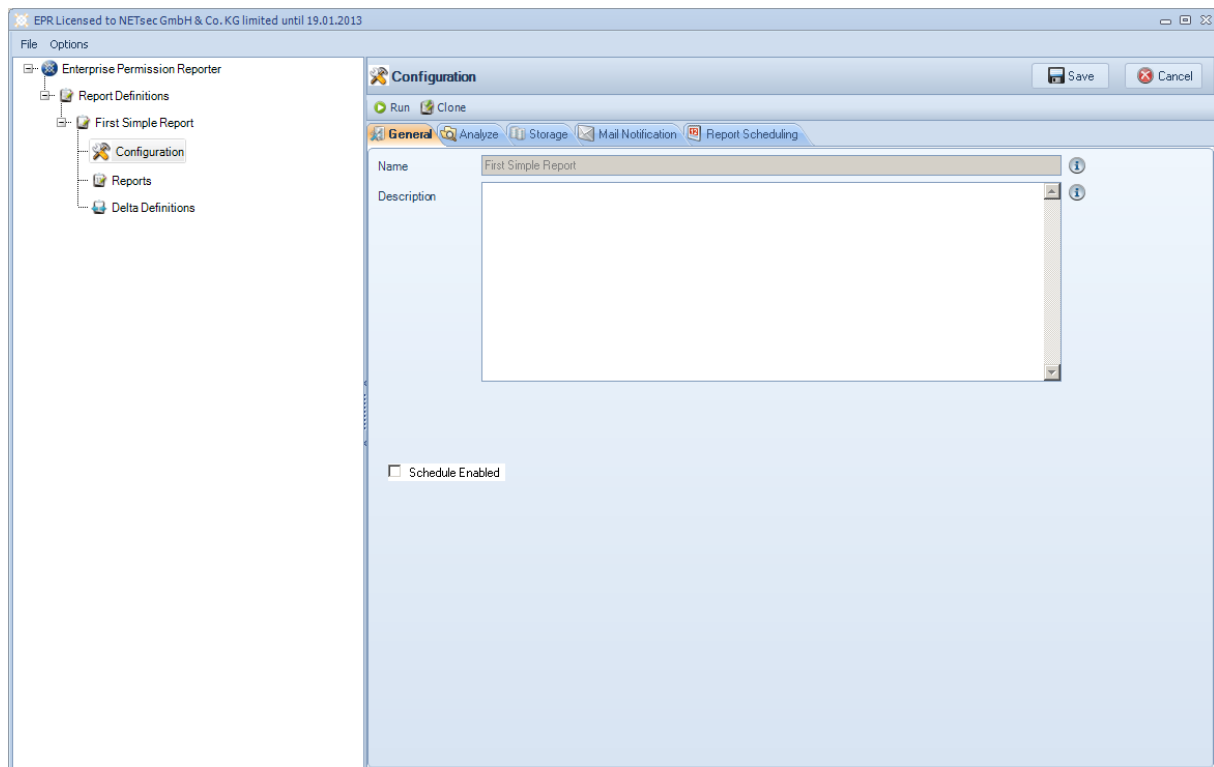 EPR Licensed to NETsec GmbH & Co. KG limited until 19.01.2013
File Options
Enterprise Permission Reporter
Report Definitions
First Simple Report
Configuration
Reports
Delta Definitions
Configuration
Save
Cancel
Run Clone
General Analyze Storage Mail Notification Report Scheduling
Name First Simple Report
Description
Schedule Enabled